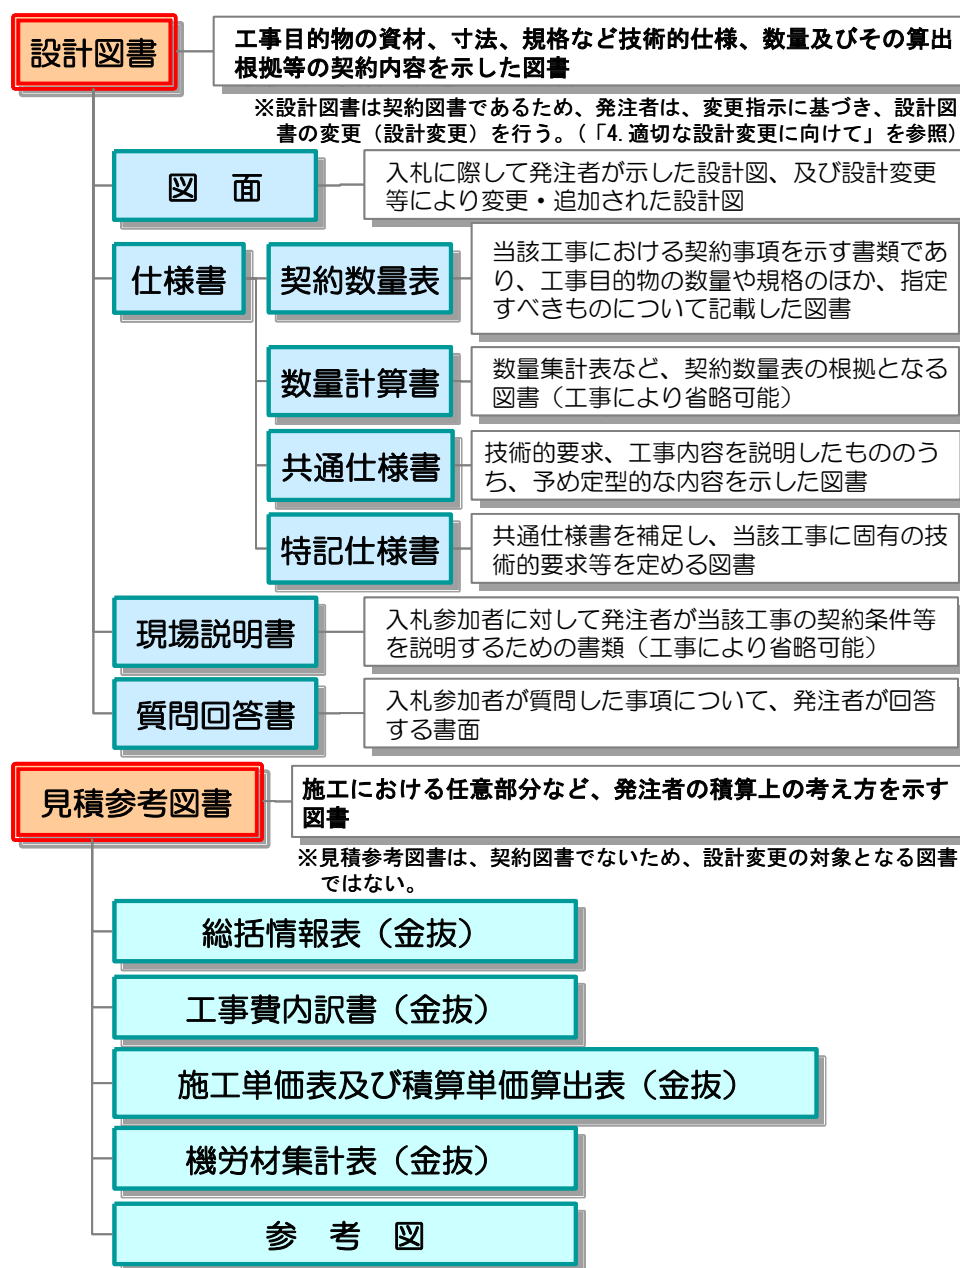 設計図書
工事目的物の資材、寸法、規格など技術的仕様、数量及びその算出
根拠等の契約内容を示した図書
※設計図書は契約図書であるため、発注者は、変更指示に基づき、設計図
書の変更（設計変更）を行う。（「4.適切な設計変更に向けて」を参照）
図　面
入札に際して発注者が示した設計図、及び設計変更
等により変更・追加された設計図
仕様書
契約数量表
当該工事における契約事項を示す書類であ
り、工事目的物の数量や規格のほか、指定
すべきものについて記載した図書
数量計算書
数量集計表など、契約数量表の根拠となる
図書（工事により省略可能）
共通仕様書
技術的要求、工事内容を説明したもののう
ち、予め定型的な内容を示した図書
特記仕様書
共通仕様書を補足し、当該工事に固有の技
術的要求等を定める図書
現場説明書
入札参加者に対して発注者が当該工事の契約条件等
を説明するための書類（工事により省略可能）
質問回答書
入札参加者が質問した事項について、発注者が回答
する書面
見積参考図書
施工における任意部分など、発注者の積算上の考え方を示す
図書
※見積参考図書は、契約図書でないため、設計変更の対象となる図書
ではない。
総括情報表（金抜）
工事費内訳書（金抜）
施工単価表及び積算単価算出表（金抜）
機労材集計表（金抜）
参　考　図